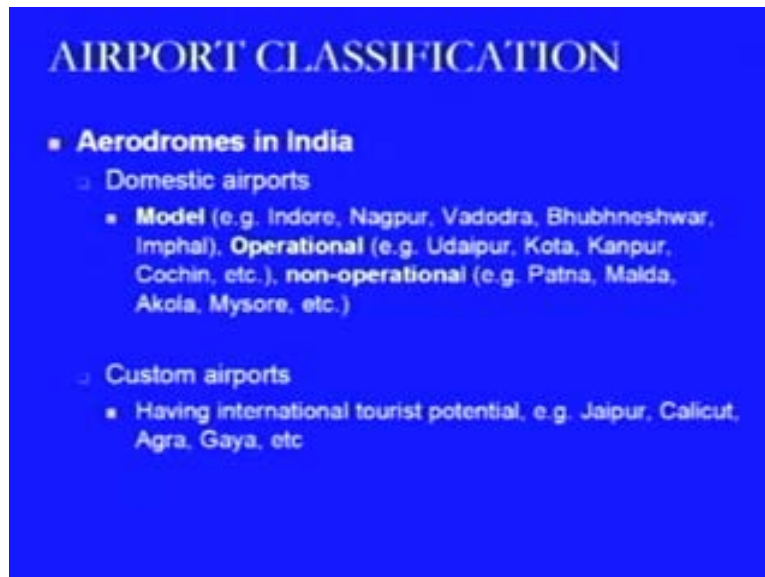 AIRPORT CLASSIFICATION
Aerodromes in India
Domestic airports
Model (e.g. Indore, Nagpur, Vadodra, Bhubhneshwar,
Imphal), Operational (e.g. Udaipur, Kota, Kanpur,
Cochin, etc.), non-operational (e.g. Patna, Malda,
Akola, Mysore, etc.)
Custom airports
Having international tourist potential, e.g. Jaipur, Calicut,
Agra, Gaya, etc